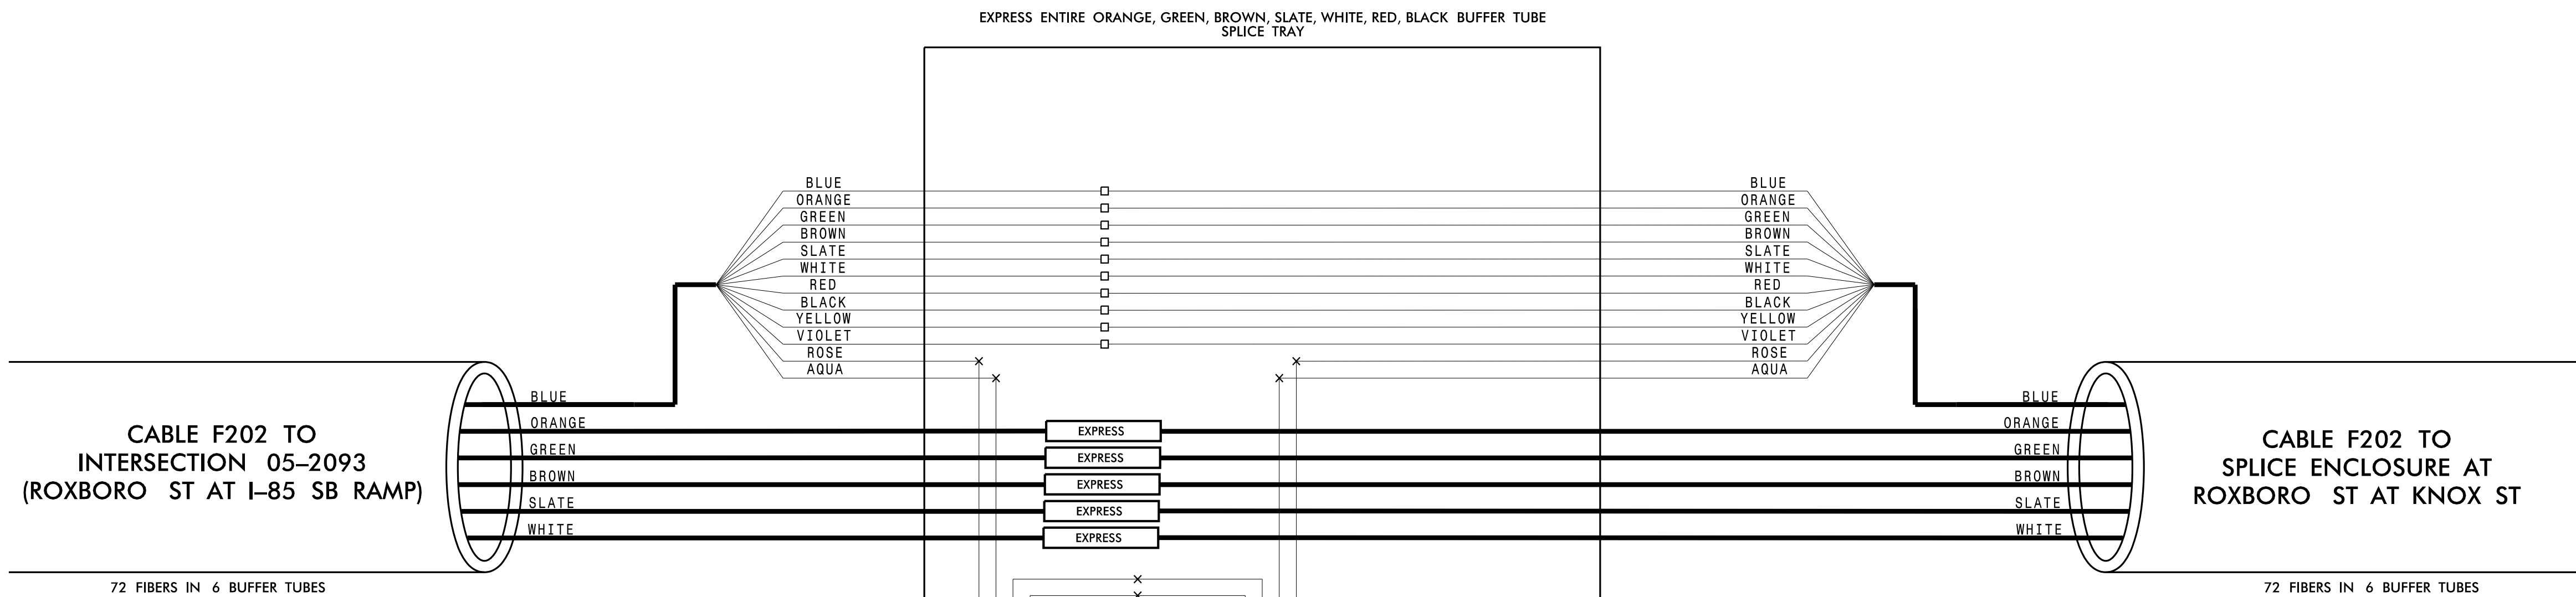 EXPRESS ENTIRE ORANGE, GREEN, BROWN, SLATE, WHITE, RED, BLACK BUFFER TUBE
SPLICE TRAY
BLUE
ORANGE
GREEN
BROWN
SLATE
WHITE
RED
BLACK
YELLOW
VIOLET
ROSE
AQUA
BLUE
ORANGE
GREEN
BROWN
SLATE
WHITE
RED
BLACK
YELLOW
VIOLET
ROSE
AQUA
CABLE F202 TO
INTERSECTION 05–2093
(ROXBORO ST AT I–85 SB RAMP)
72 FIBERS IN 6 BUFFER TUBES
BLUE
ORANGE
GREEN
BROWN
SLATE
WHITE
EXPRESS
EXPRESS
EXPRESS
EXPRESS
EXPRESS
BLUE
ORANGE
GREEN
BROWN
SLATE
WHITE
CABLE F202 TO
SPLICE ENCLOSURE AT
ROXBORO ST AT KNOX ST
72 FIBERS IN 6 BUFFER TUBES